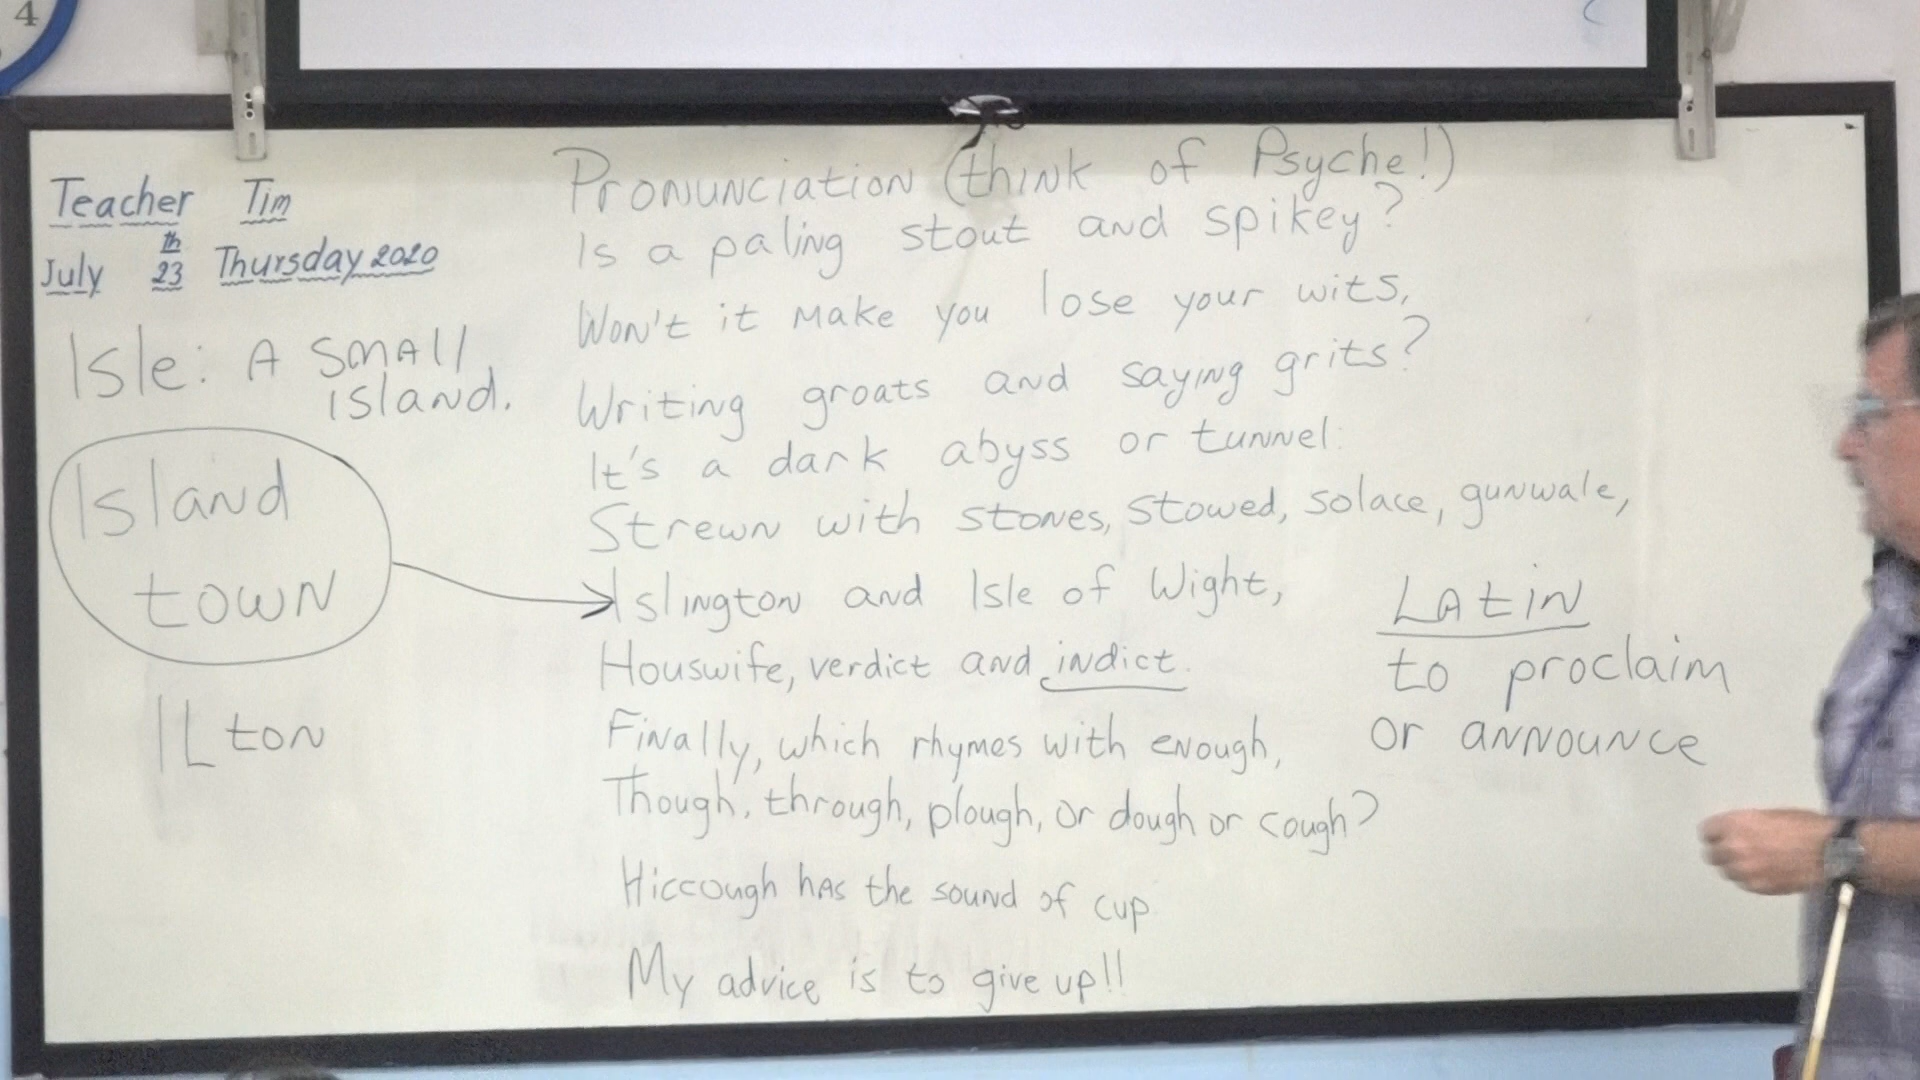 4
Teacher Tim
July 23th Thursday 2020
Isle: A small
island.
Island
town
ILton
Pronunciation (think of Psyche!)
Is a paling stout and spikey?
Won't it make you lose your wits,
Writing groats and saying grits?
It's a dark abyss or tunnel:
Strewn with stones, stowed, solace, gunwale,
Islington and Isle of Wight,
Houswife, verdict and indict.
Finally, which rhymes with enough,
Though, through, plough, or dough or cough?
Hiccough has the sound of cup
My advice is to give up!!
Latin
to proclaim
or announce